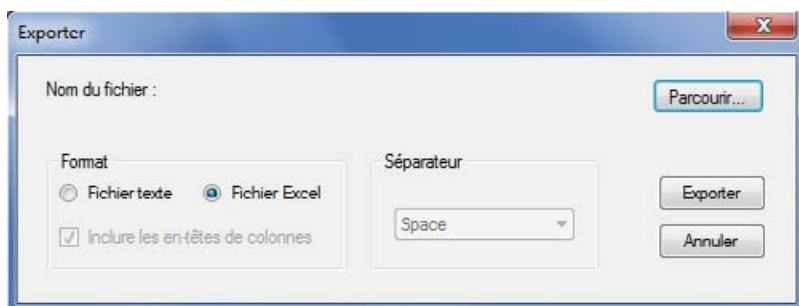 Exporter
Nom du fichier :
Parcourir...
Format
Fichier texte
Fichier Excel
Inclure les en-têtes de colonnes
Séparateur
Space
Exporter
Annuler